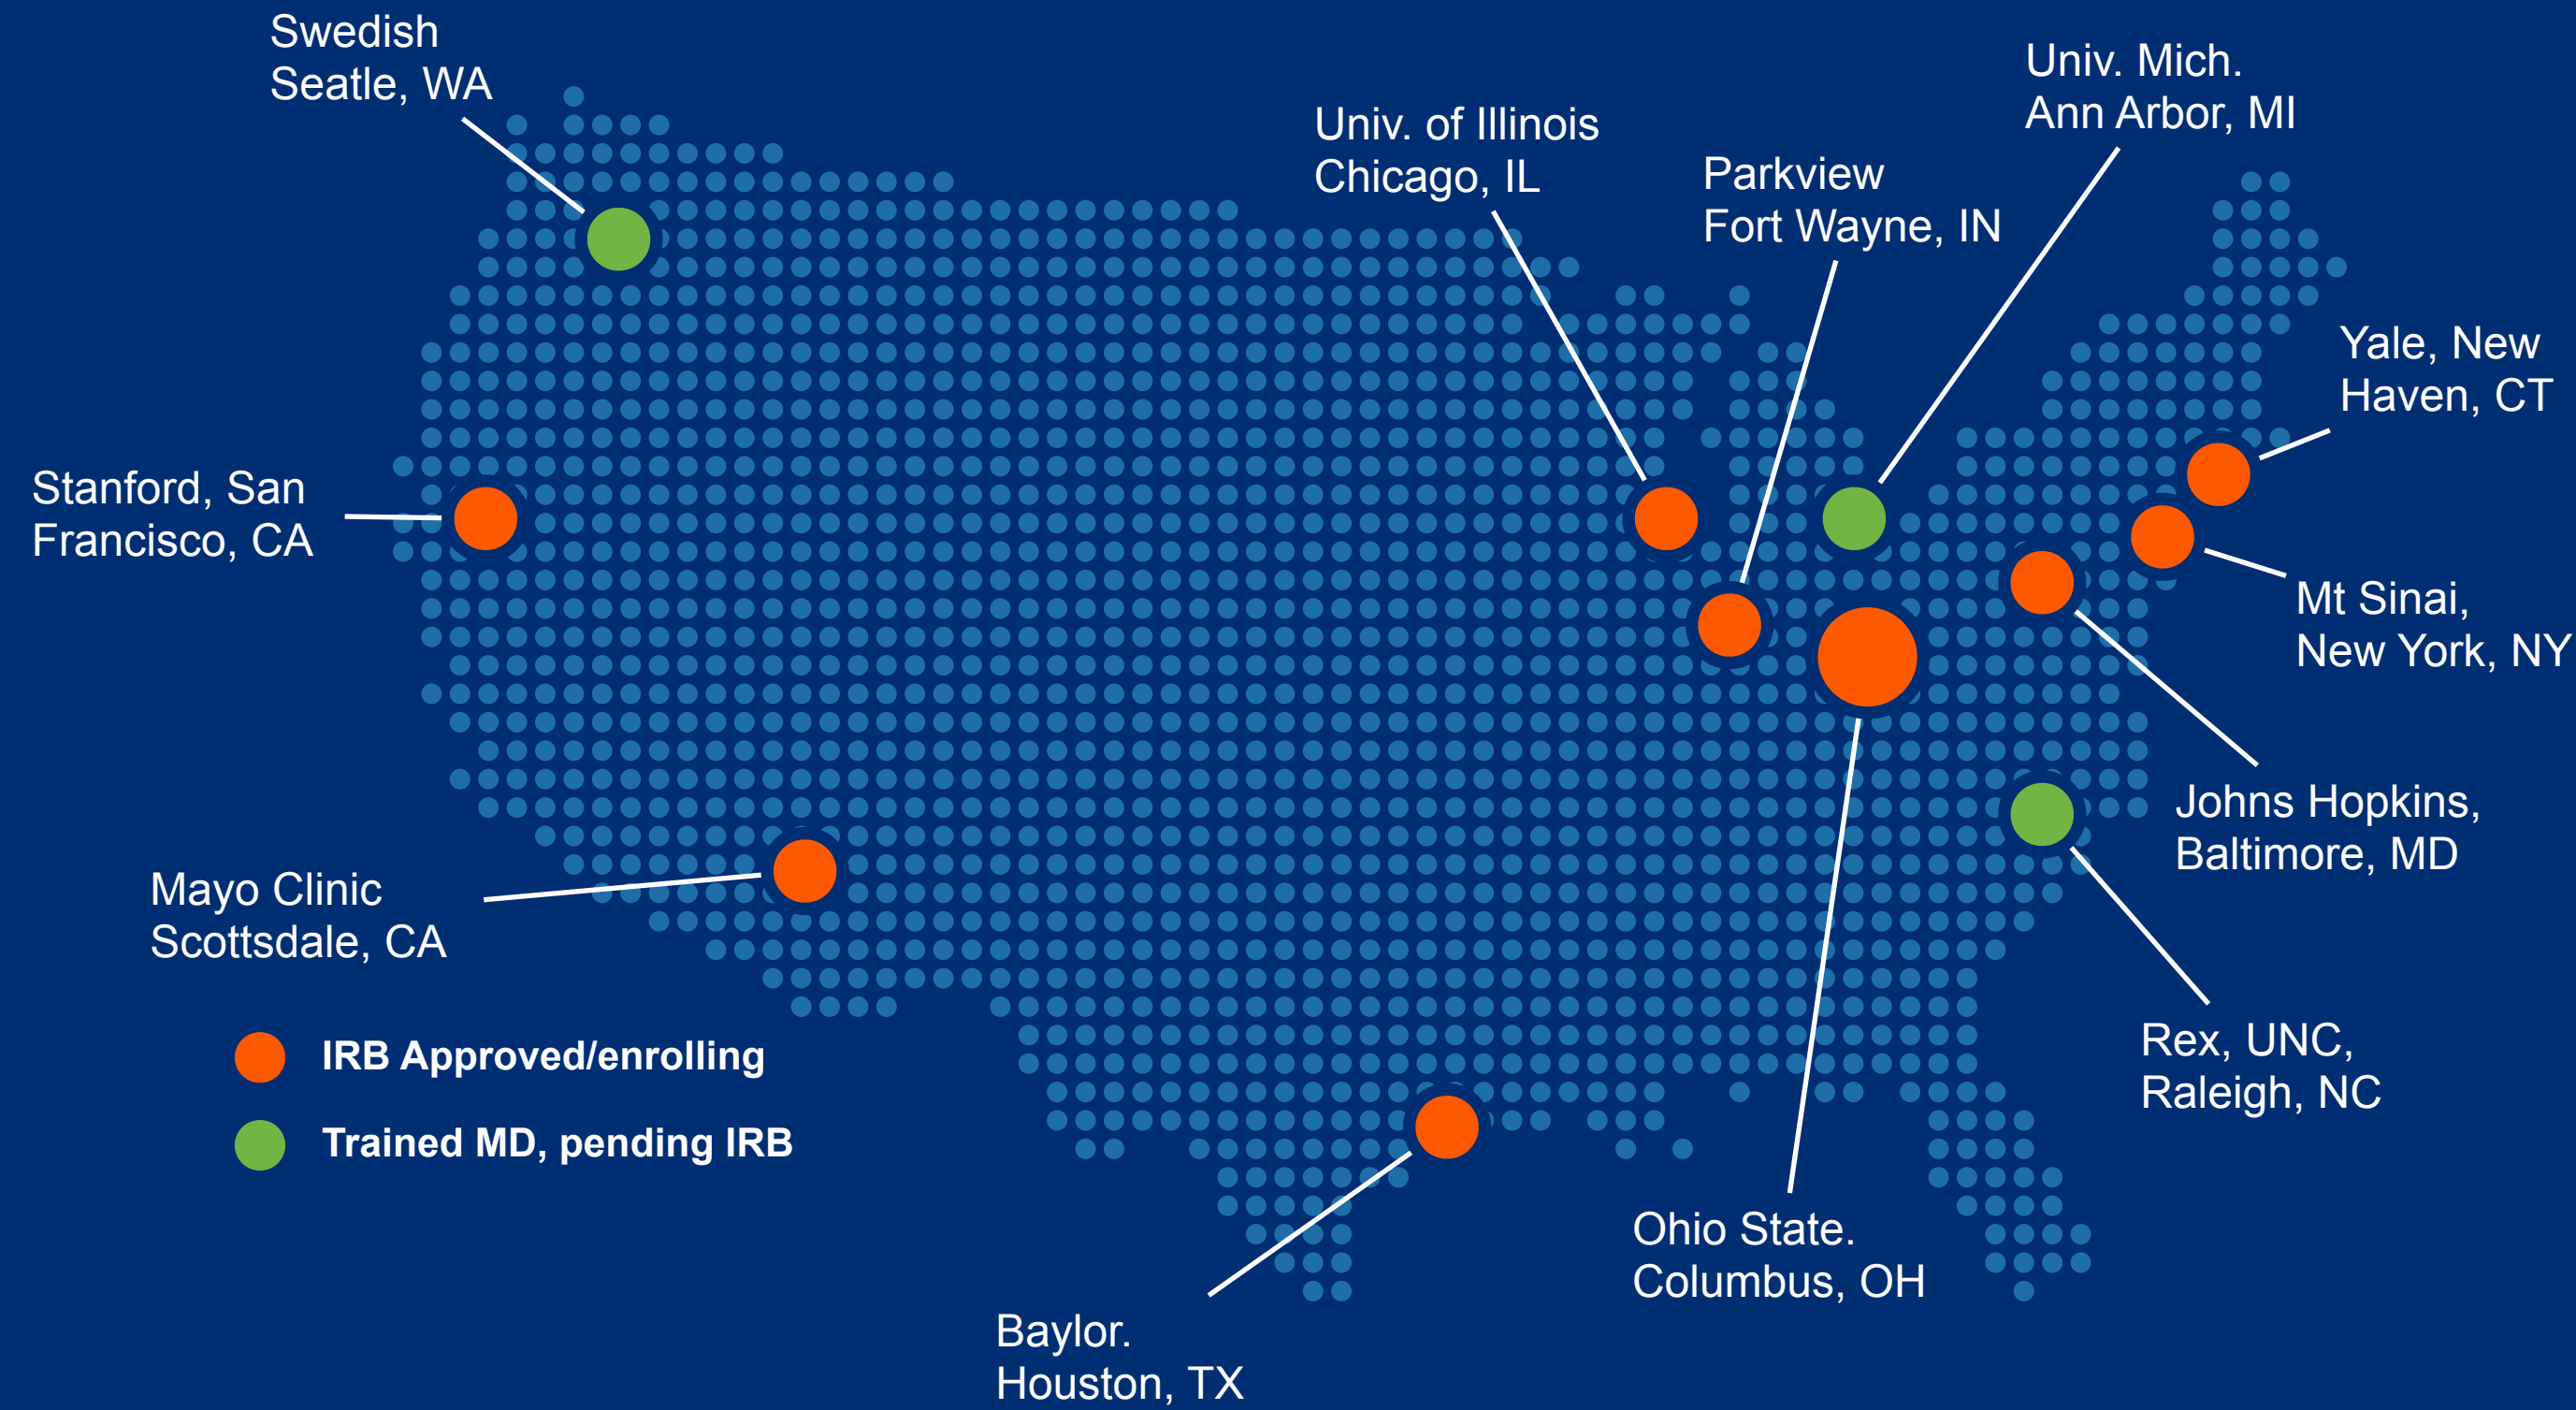 Swedish
Seatle, WA
Univ. Mich.
Ann Arbor, MI
Univ. of Illinois
Chicago, IL
Parkview
Fort Wayne, IN
Yale, New
Haven, CT
Stanford, San
Francisco, CA
Mt Sinai,
New York, NY
Johns Hopkins,
Baltimore, MD
Mayo Clinic
Scottsdale, CA
Rex, UNC,
Raleigh, NC
IRB Approved/enrolling
Trained MD, pending IRB
Ohio State.
Columbus, OH
Baylor.
Houston, TX